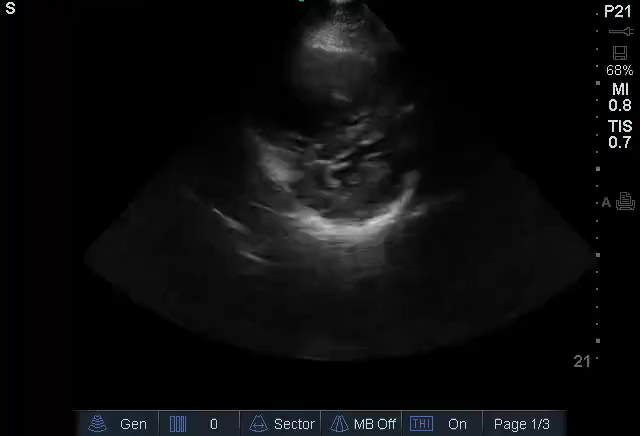 S
P21
68%
MI
0.8
TIS
0.7
A
21
Gen
0
Sector
MB Off
THI
On
Page 1/3